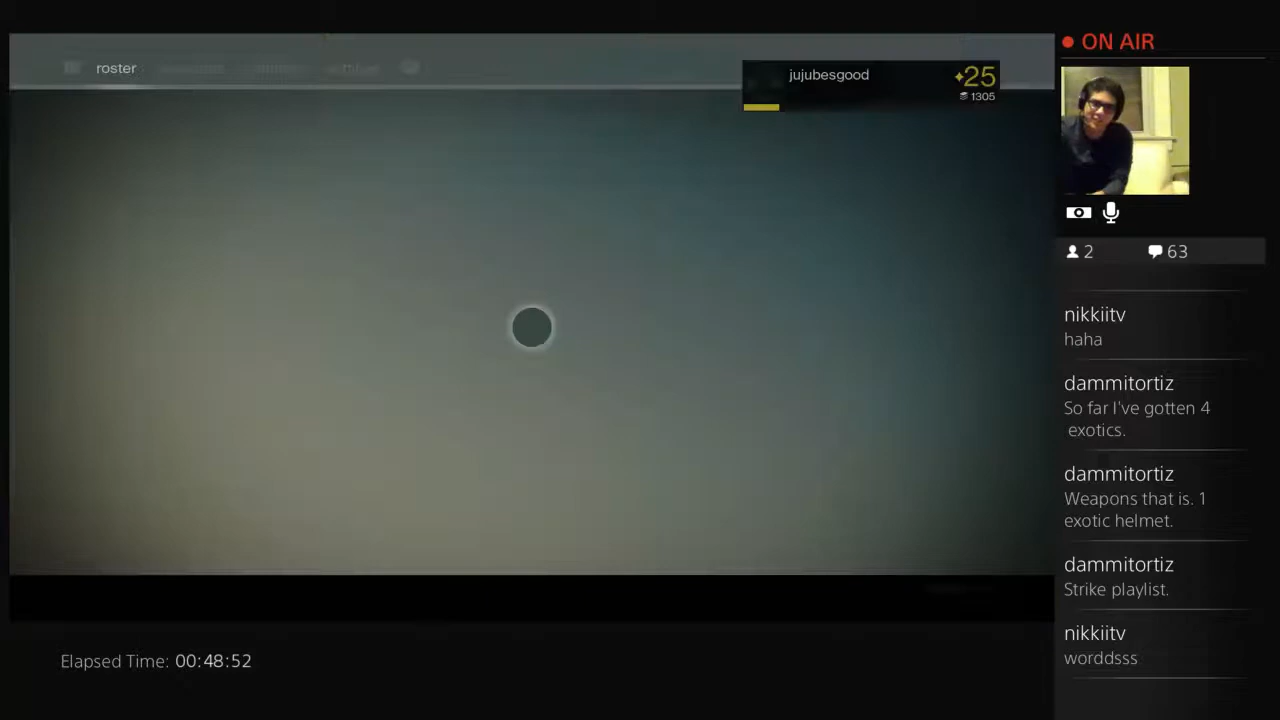 roster
jujubesgood
25
1305
ON AIR
2
63
nikkiitv
haha
dammitortiz
So far I've gotten 4
exotics.
dammitortiz
Weapons that is. 1
exotic helmet.
dammitortiz
Strike playlist.
nikkiitv
worddsss
Elapsed Time: 00:48:52